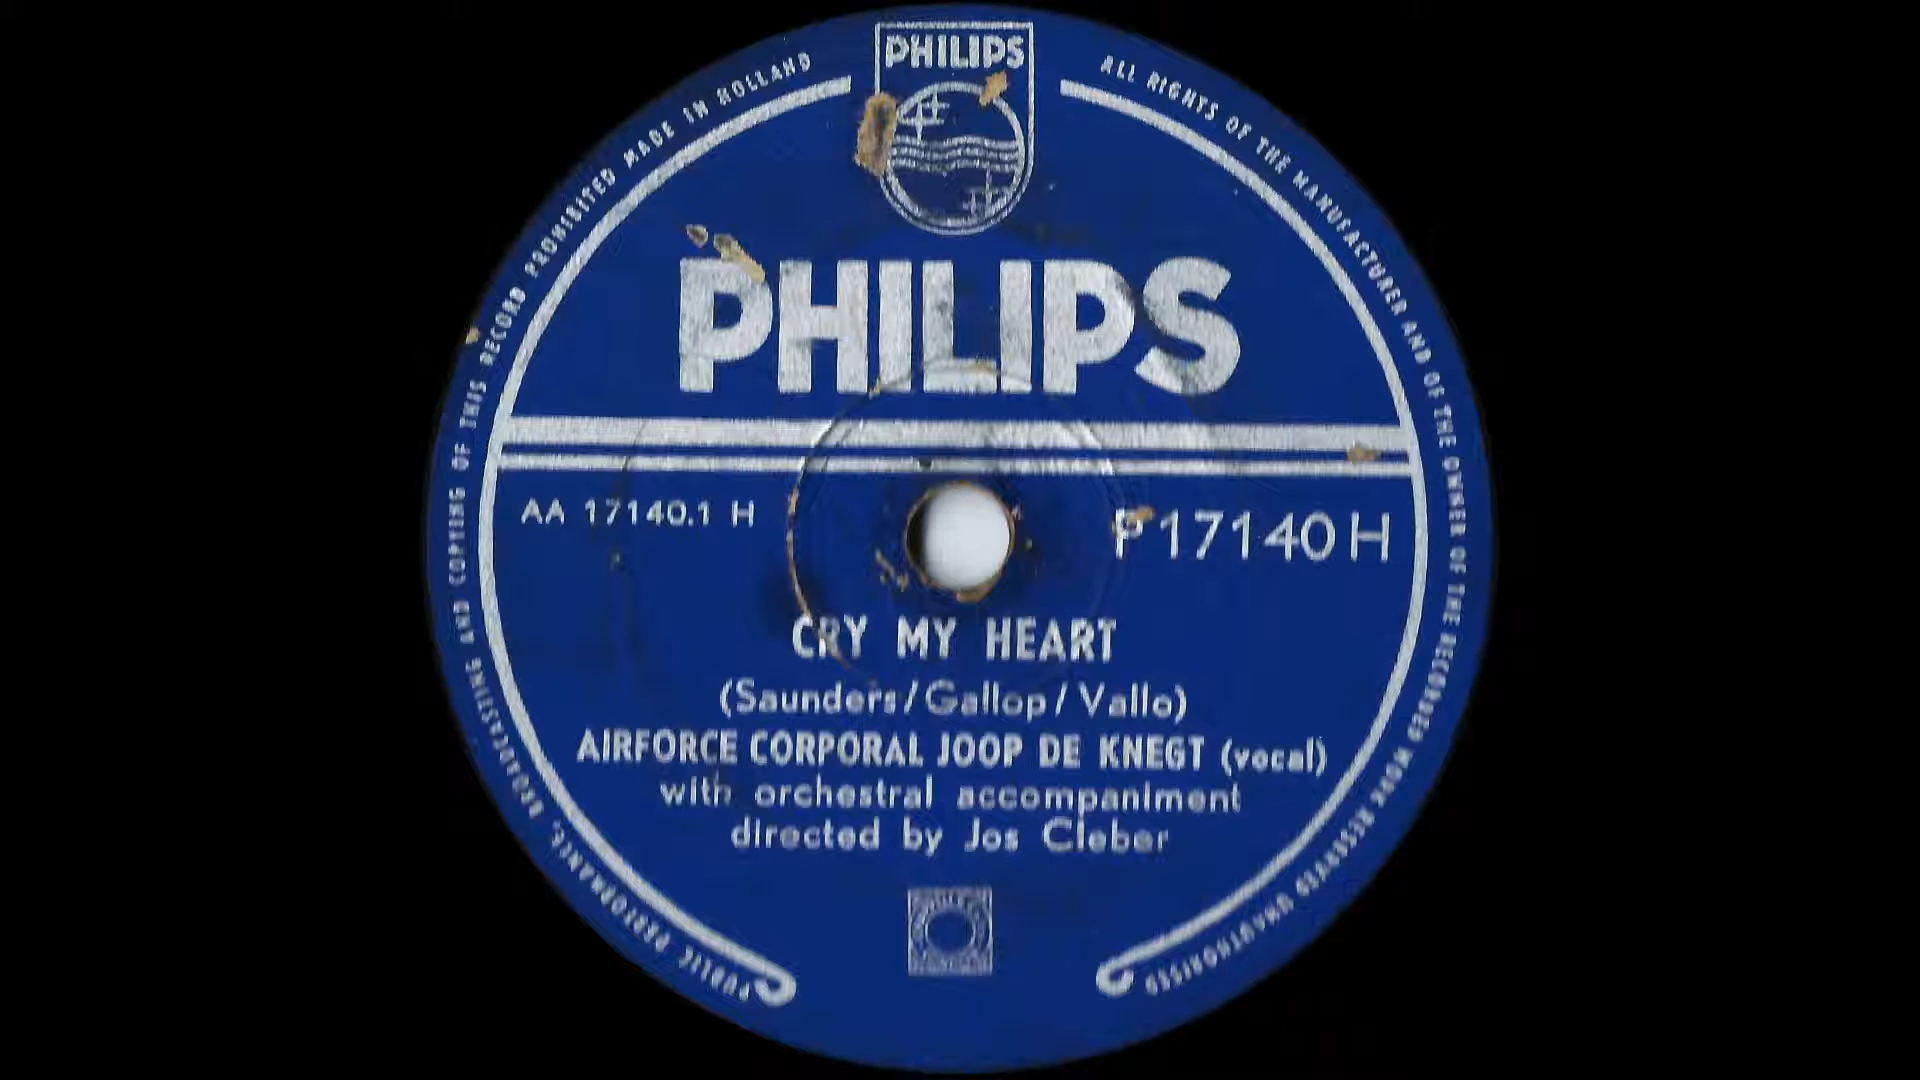 PHILIPS
ALL RIGHTS OF THE MANUFACTURER AND OF THE OWNER OF THE RECORDED WORK RESERVED UNAUTHORISED
PUBLIC PERFORMANCE, BROADCASTING AND COPYING OF THIS RECORD PROHIBITED MADE IN HOLLAND
PHILIPS
AA 17140.1 H
P 17140 H
CRY MY HEART
(Saunders/Gallop/Vallo)
AIRFORCE CORPORAL JOOP DE KNEGT (vocal)
with orchestral accompaniment
directed by Jos Cleber